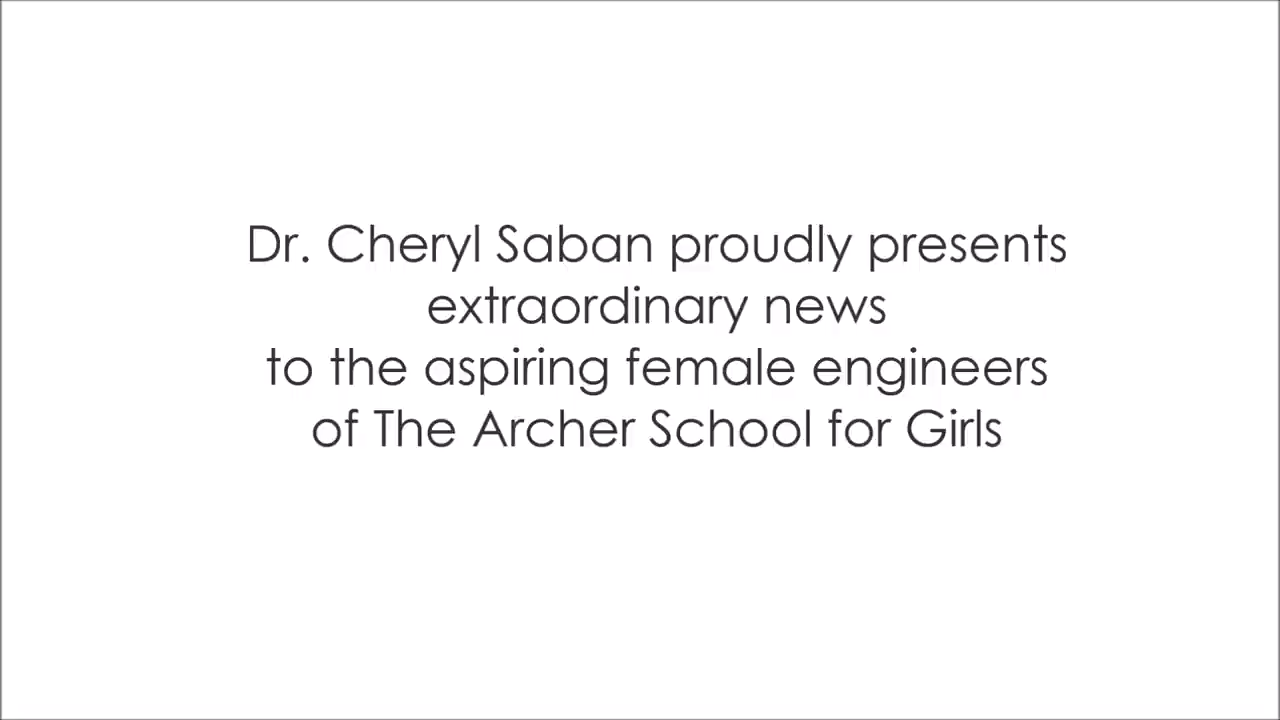 Dr. Cheryl Saban proudly presents
extraordinary news
to the aspiring female engineers
of The Archer School for Girls